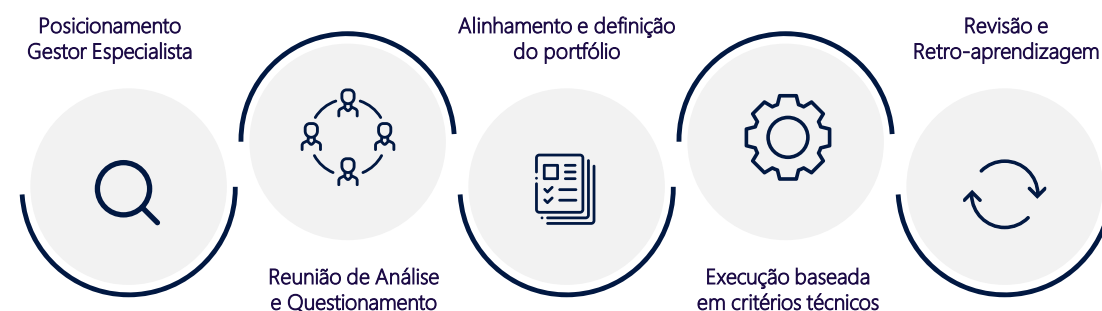 Posicionamento
Gestor Especialista
Reunião de Análise
e Questionamento
Alinhamento e definição
do portfólio
Execução baseada
em critérios técnicos
Revisão e
Retro-aprendizagem